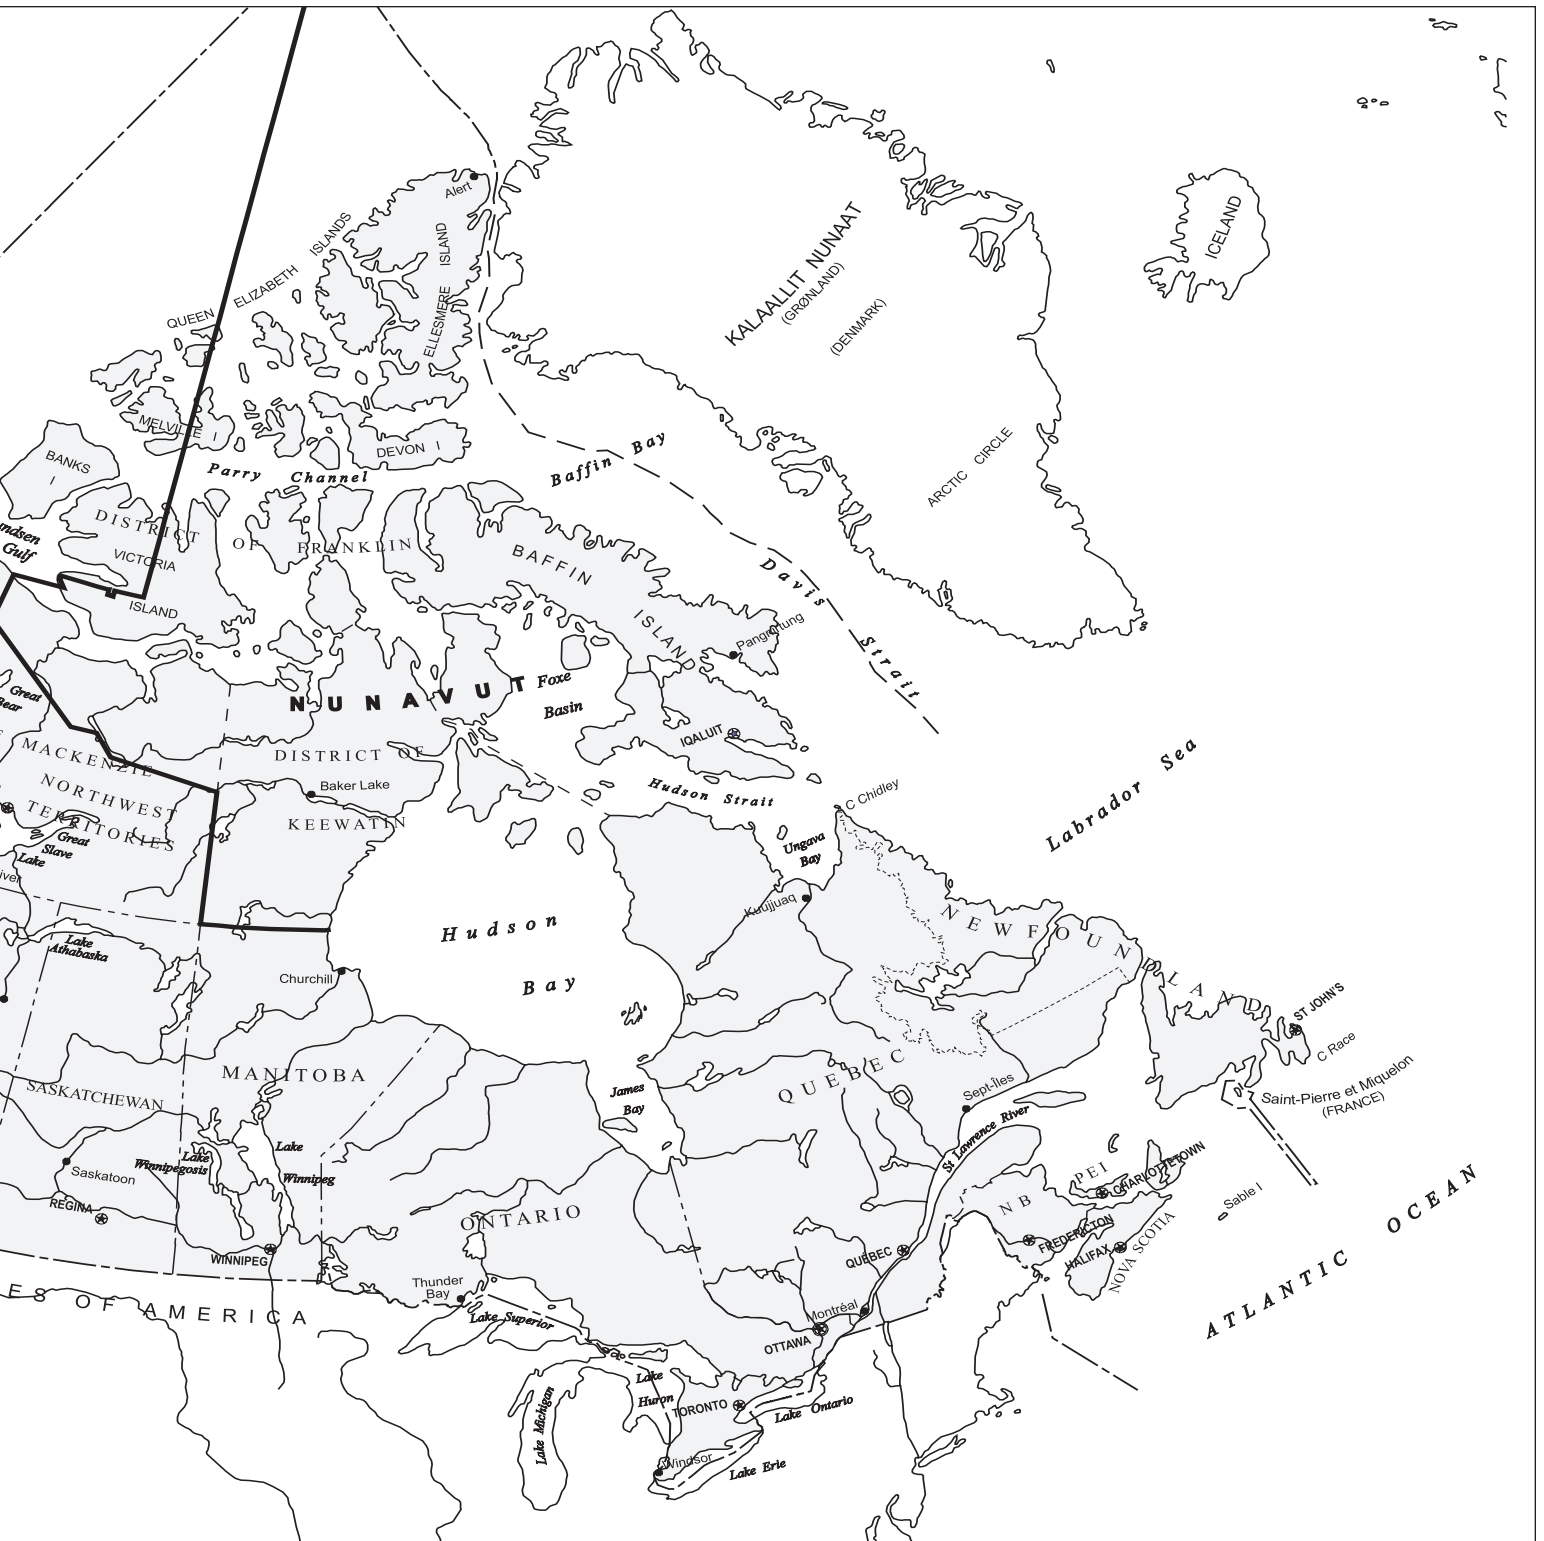 Alert
QUEEN ELIZABETH ISLANDS
ELLESMERE ISLAND
ICELAND
KALAALLIT NUNAAT
(GRØNLAND)
(DENMARK)
MELVILLE I
DEVON I
BANKS
I
Parry Channel
Baffin Bay
ARCTIC CIRCLE
Gulf
DISTRICT OF FRANKLIN
VICTORIA
ISLAND
BAFFIN
ISLAND
Davis Strait
Pangnirtung
NUNAVUT
Foxe
Basin
Great
Bear
IQALUIT
MACKENZIE
DISTRICT OF
KEEWATIN
NORTHWEST
TERRITORIES
Baker Lake
Hudson Strait
C Chidley
Labrador Sea
Great
Slave
Lake
Ungava
Bay
Kuujjuaq
Lake
Athabaska
Hudson
Bay
Churchill
NEWFOUNDLAND
ST JOHN'S
C Race
Saint-Pierre et Miquelon
(FRANCE)
MANITOBA
SASKATCHEWAN
James
Bay
QUEBEC
Sept-Îles
St Lawrence River
Lake
Winnipegosis
Lake
Winnipeg
Saskatoon
REGINA
WINNIPEG
ONTARIO
PEI
CHARLOTTETOWN
N B
FREDERICTON
HALIFAX
NOVA SCOTIA
Sable I
ATLANTIC OCEAN
QUÉBEC
Montréal
OTTAWA
Thunder
Bay
Lake Superior
ES OF AMERICA
Lake
Huron
Lake Michigan
TORONTO
Lake Ontario
Windsor
Lake Erie